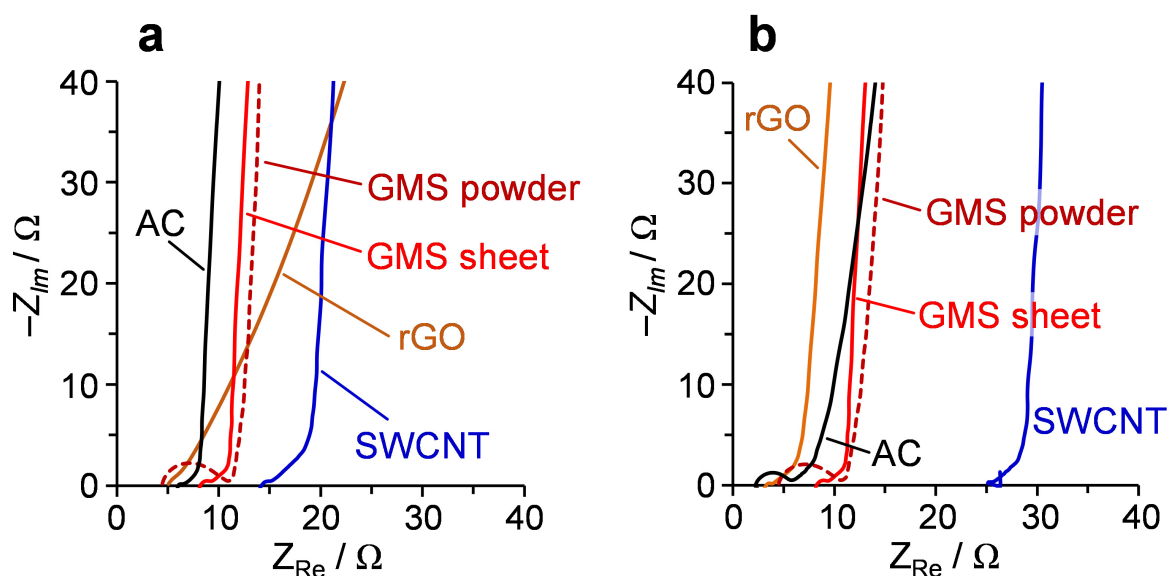 a
40
30
20
10
0
–Z_Im / Ω
AC
GMS powder
GMS sheet
rGO
SWCNT
0
10
20
30
40
Z_Re / Ω
b
40
30
20
10
0
–Z_Im / Ω
rGO
GMS powder
GMS sheet
SWCNT
AC
0
10
20
30
40
Z_Re / Ω